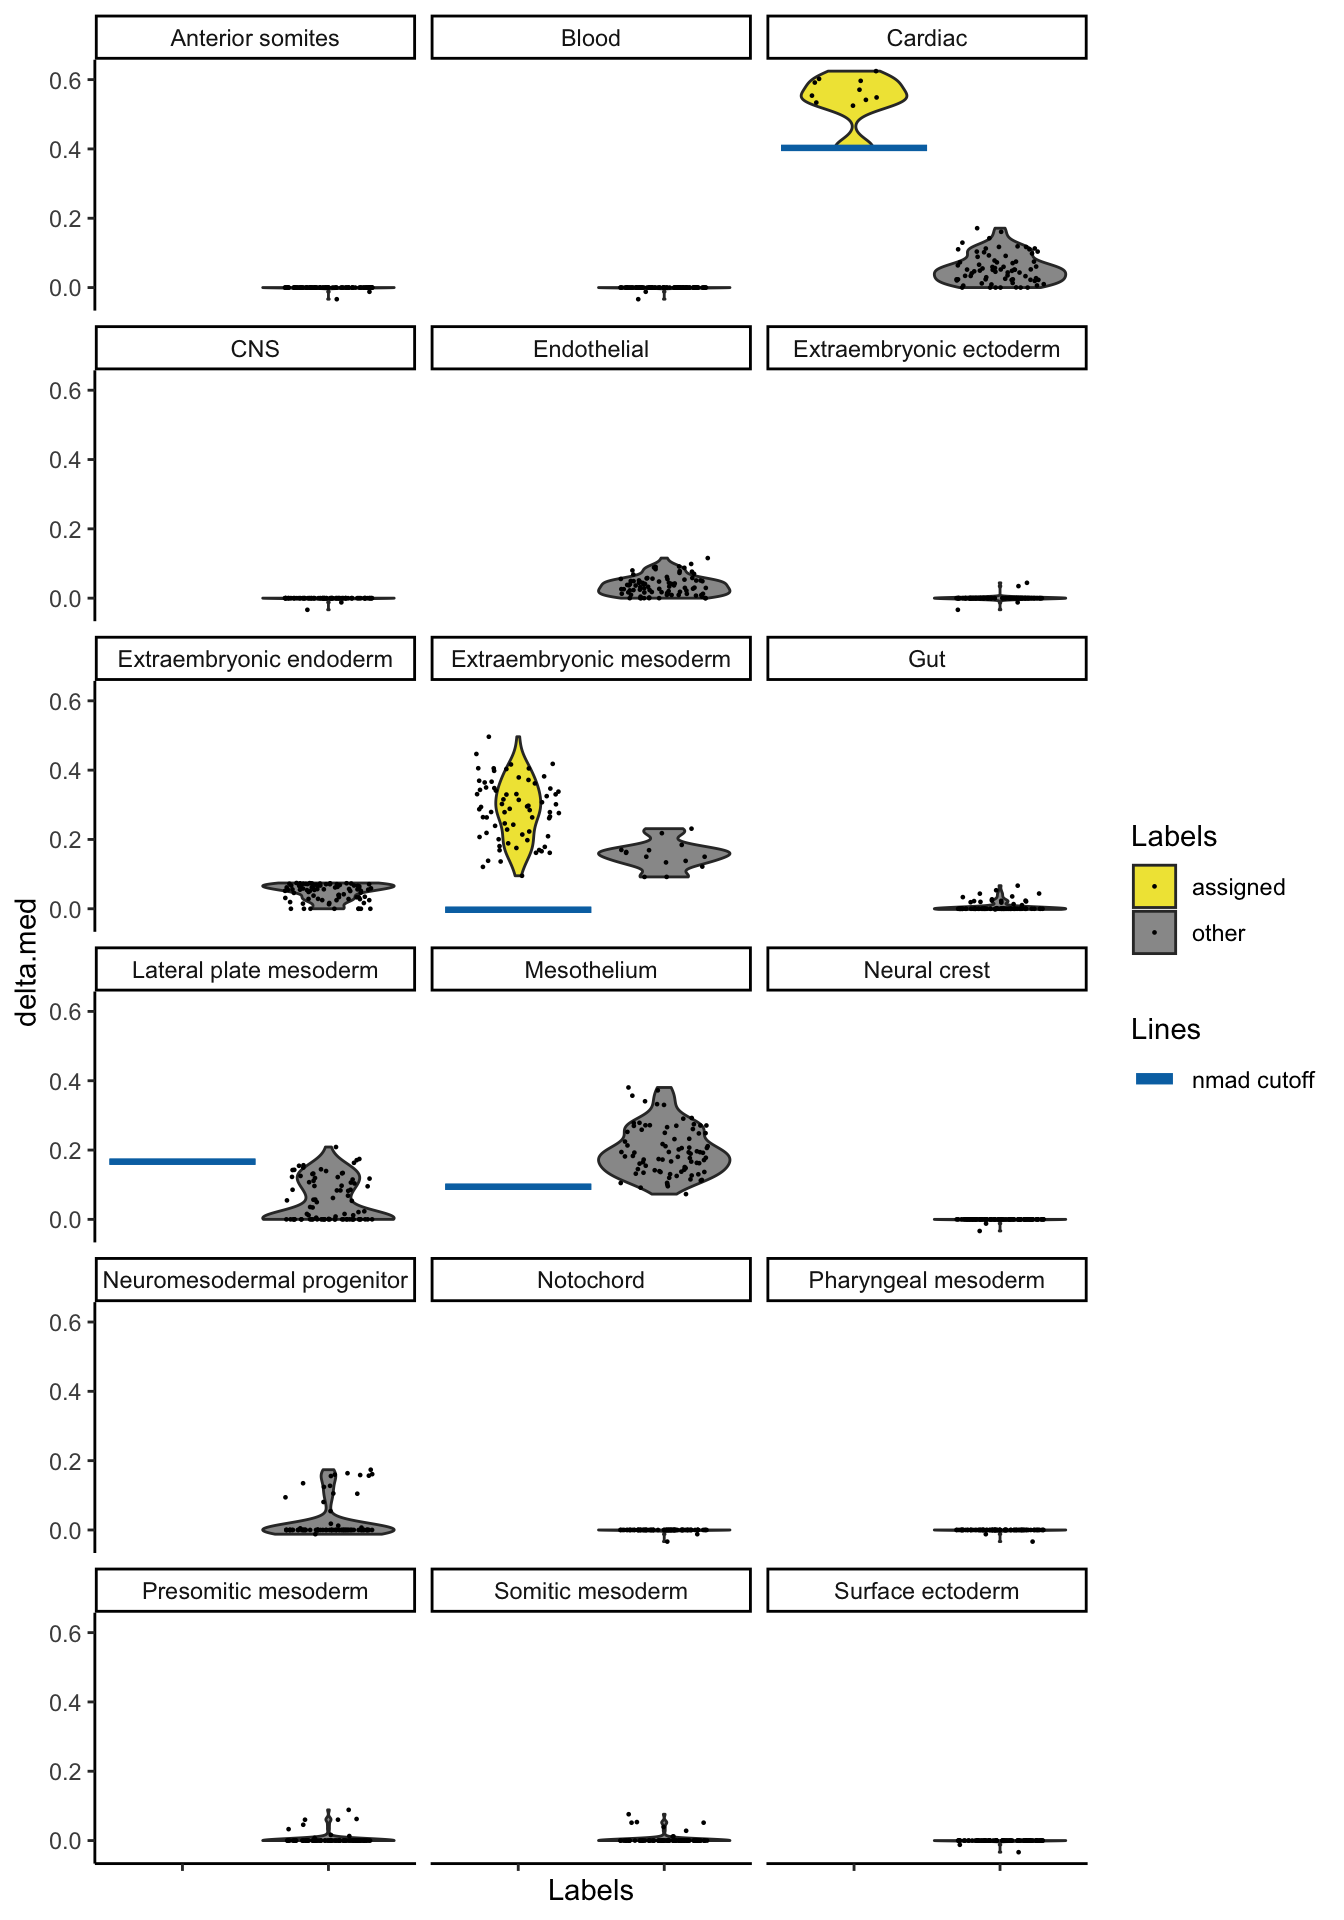 Anterior somites Blood Cardiac
0.6
0.4
0.2
0.0
CNS Endothelial Extraembryonic ectoderm
0.6
0.4
0.2
0.0
Extraembryonic endoderm Extraembryonic mesoderm Gut
0.6
0.4
0.2
0.0
Lateral plate mesoderm Mesothelium Neural crest
0.6
0.4
0.2
0.0
Neuromesodermal progenitor Notochord Pharyngeal mesoderm
0.6
0.4
0.2
0.0
Presomitic mesoderm Somitic mesoderm Surface ectoderm
0.6
0.4
0.2
0.0
delta.med
Labels
Labels
assigned
other
Lines
nmad cutoff